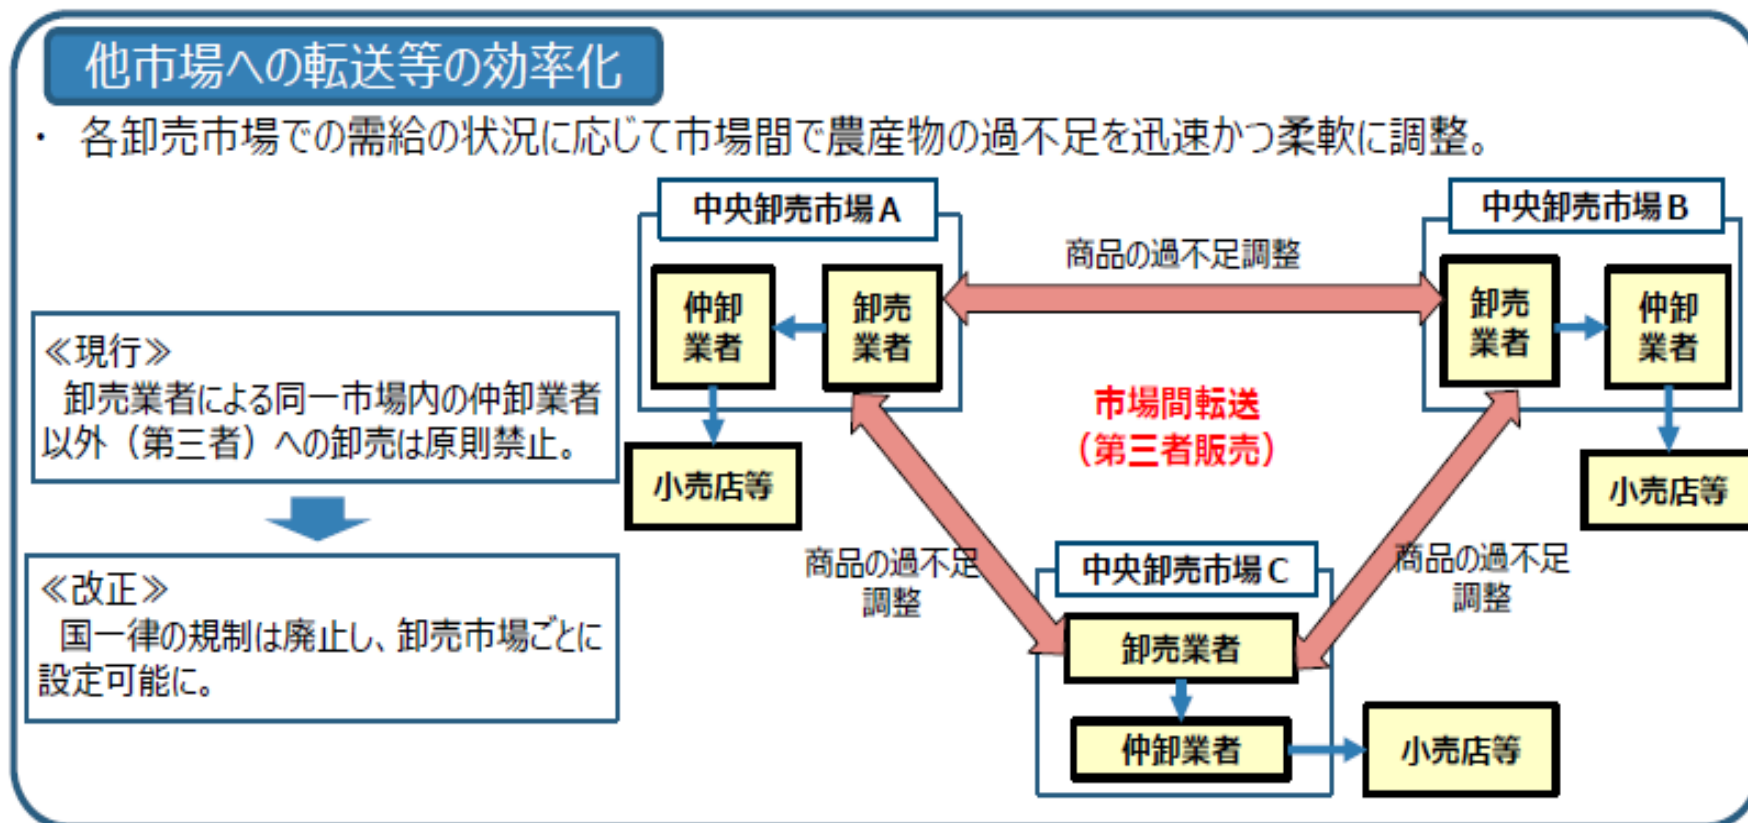 他市場への転送等の効率化
・ 各卸売市場での需給の状況に応じて市場間で農産物の過不足を迅速かつ柔軟に調整。
中央卸売市場A
中央卸売市場B
商品の過不足調整
仲卸
業者
卸売
業者
卸売
業者
仲卸
業者
≪現行≫
卸売業者による同一市場内の仲卸業者
以外（第三者）への卸売は原則禁止。
市場間転送
（第三者販売）
小売店等
小売店等
商品の過不足
調整
中央卸売市場C
商品の過不足
調整
≪改正≫
国一律の規制は廃止し、卸売市場ごとに
設定可能に。
卸売業者
仲卸業者
小売店等